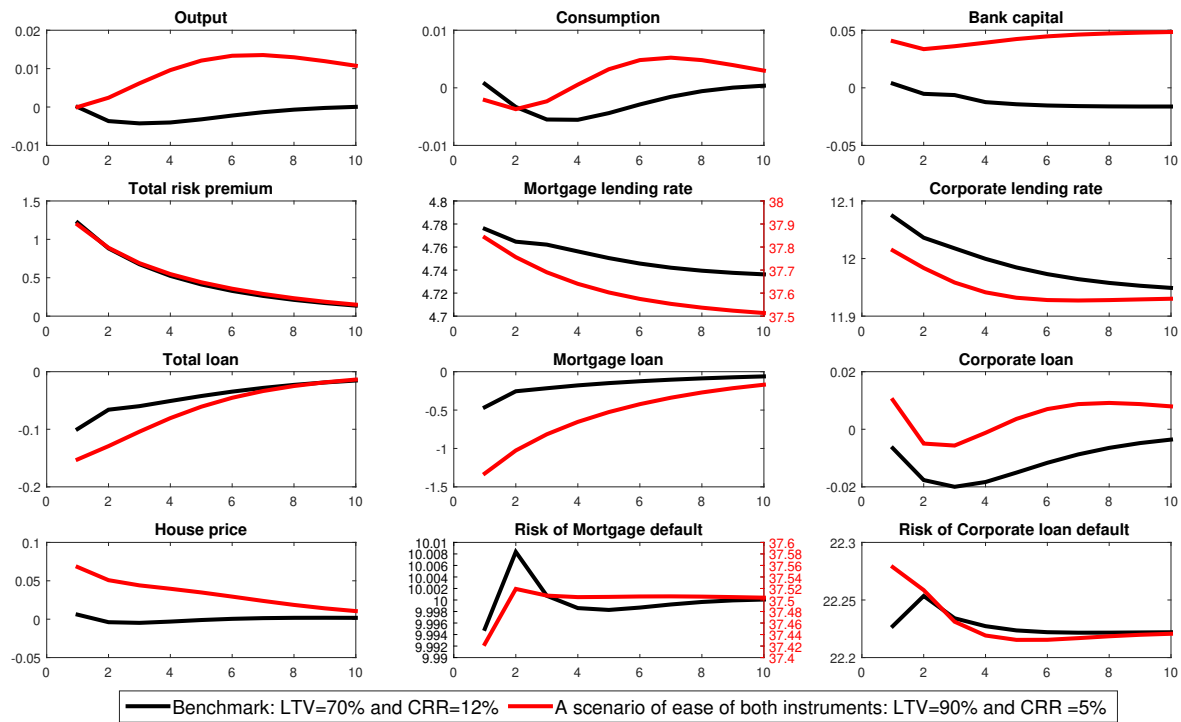 Output
Consumption
Bank capital
0.02
0.01
0
-0.01
0 2 4 6 8 10
0.01
0
-0.01
0 2 4 6 8 10
0.05
0
-0.05
0 2 4 6 8 10
Total risk premium
Mortgage lending rate
Corporate lending rate
1.5
1
0.5
0
0 2 4 6 8 10
4.8
4.78
4.76
4.74
4.72
4.7
0 2 4 6 8 10
38
37.9
37.8
37.7
37.6
37.5
12.1
12
11.9
0 2 4 6 8 10
Total loan
Mortgage loan
Corporate loan
0
-0.1
-0.2
0 2 4 6 8 10
0
-0.5
-1
-1.5
0 2 4 6 8 10
0.02
0
-0.02
0 2 4 6 8 10
House price
Risk of Mortgage default
Risk of Corporate loan default
0.1
0.05
0
-0.05
0 2 4 6 8 10
10.01
10.008
10.006
10.004
10.002
10
9.998
9.996
9.994
9.992
9.99
0 2 4 6 8 10
37.6
37.58
37.56
37.54
37.52
37.5
37.48
37.46
37.44
37.42
37.4
22.3
22.25
22.2
0 2 4 6 8 10
Benchmark: LTV=70% and CRR=12%
A scenario of ease of both instruments: LTV=90% and CRR =5%